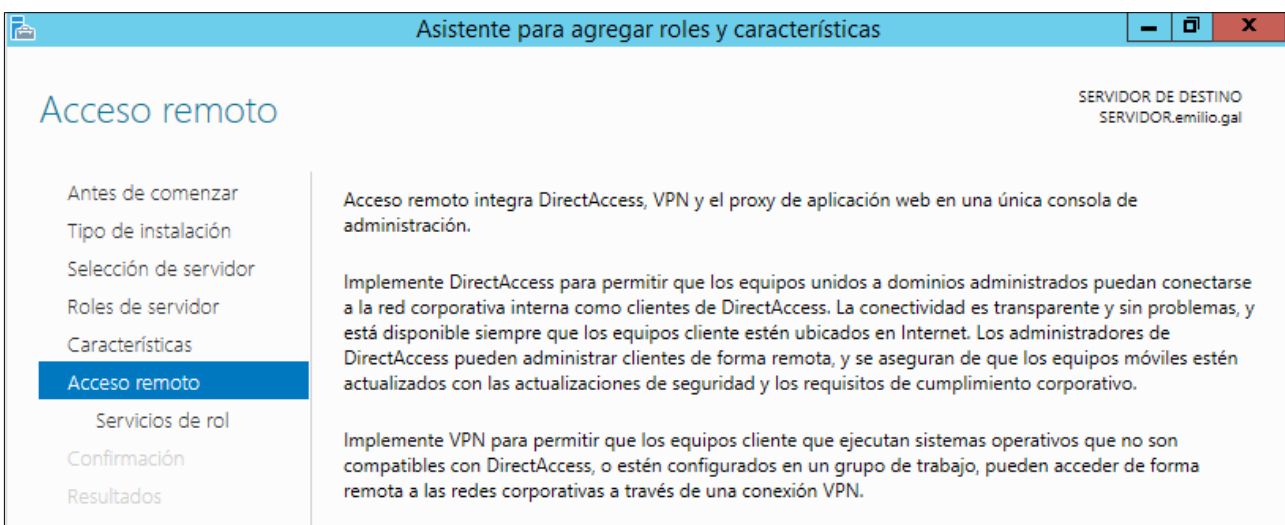 Asistente para agregar roles y características
Acceso remoto
SERVIDOR DE DESTINO
SERVIDOR.emilio.gal
Antes de comenzar
Tipo de instalación
Selección de servidor
Roles de servidor
Características
Acceso remoto
Servicios de rol
Confirmación
Resultados
Acceso remoto integra DirectAccess, VPN y el proxy de aplicación web en una única consola de
administración.
Implemente DirectAccess para permitir que los equipos unidos a dominios administrados puedan conectarse
a la red corporativa interna como clientes de DirectAccess. La conectividad es transparente y sin problemas, y
está disponible siempre que los equipos cliente estén ubicados en Internet. Los administradores de
DirectAccess pueden administrar clientes de forma remota, y se aseguran de que los equipos móviles estén
actualizados con las actualizaciones de seguridad y los requisitos de cumplimiento corporativo.
Implemente VPN para permitir que los equipos cliente que ejecutan sistemas operativos que no son
compatibles con DirectAccess, o estén configurados en un grupo de trabajo, pueden acceder de forma
remota a las redes corporativas a través de una conexión VPN.